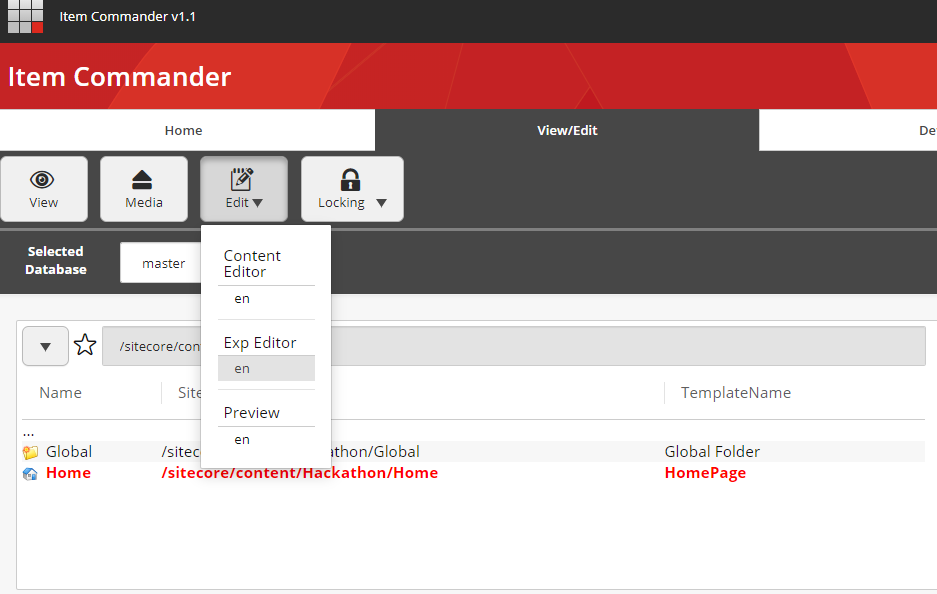 Item Commander v1.1
Item Commander
Home View/Edit De
View Media Edit Locking
Selected
Database
master
Content
Editor
en
Exp Editor
en
Preview
en
/sitecore/con
Name Site TemplateName
...
Global /sitec athon/Global Global Folder
Home /sitecore/content/Hackathon/Home HomePage